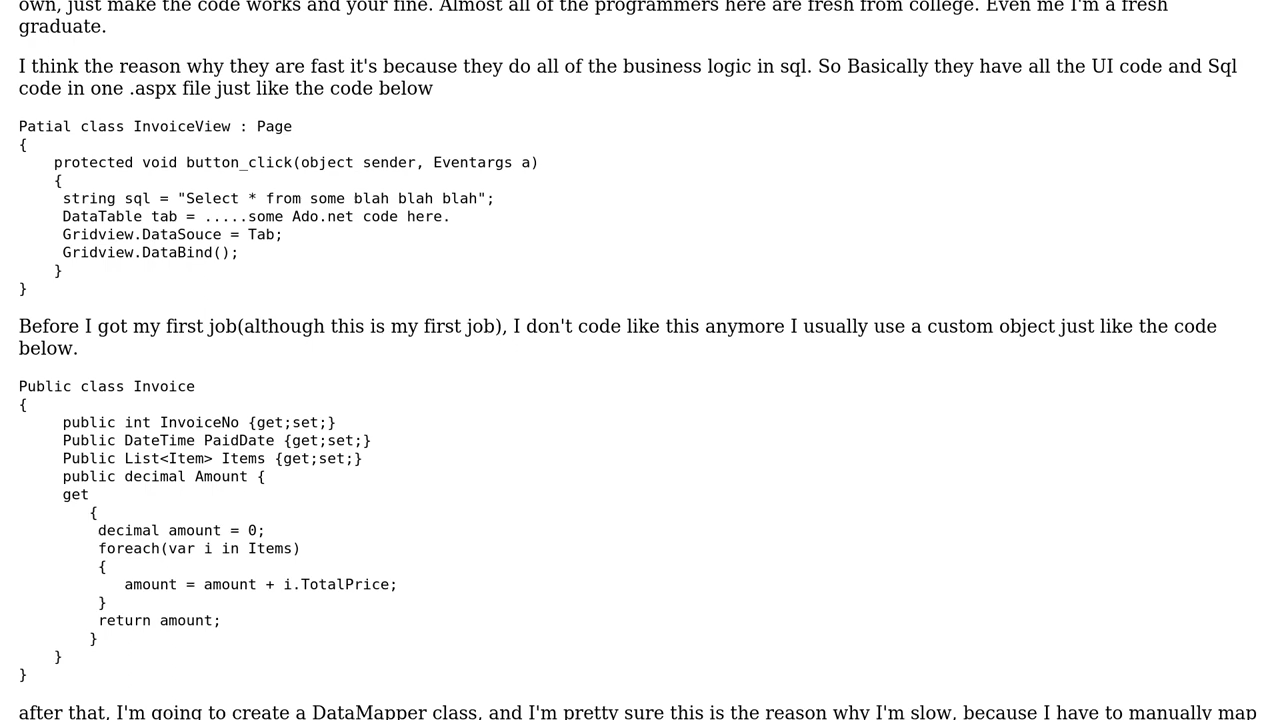 own, just make the code works and your fine. Almost all of the programmers here are fresh from college. Even me I'm a fresh
graduate.
I think the reason why they are fast it's because they do all of the business logic in sql. So Basically they have all the UI code and Sql
code in one .aspx file just like the code below
Patial class InvoiceView : Page
{
    protected void button_click(object sender, Eventargs a)
    {
     string sql = "Select * from some blah blah blah";
     DataTable tab = .....some Ado.net code here.
     Gridview.DataSouce = Tab;
     Gridview.DataBind();
    }
}
Before I got my first job(although this is my first job), I don't code like this anymore I usually use a custom object just like the code
below.
Public class Invoice
{
     public int InvoiceNo {get;set;}
     Public DateTime PaidDate {get;set;}
     Public List<Item> Items {get;set;}
     public decimal Amount {
     get
        {
         decimal amount = 0;
         foreach(var i in Items)
         {
            amount = amount + i.TotalPrice;
         }
         return amount;
        }
    }
}
after that, I'm going to create a DataMapper class, and I'm pretty sure this is the reason why I'm slow, because I have to manually map